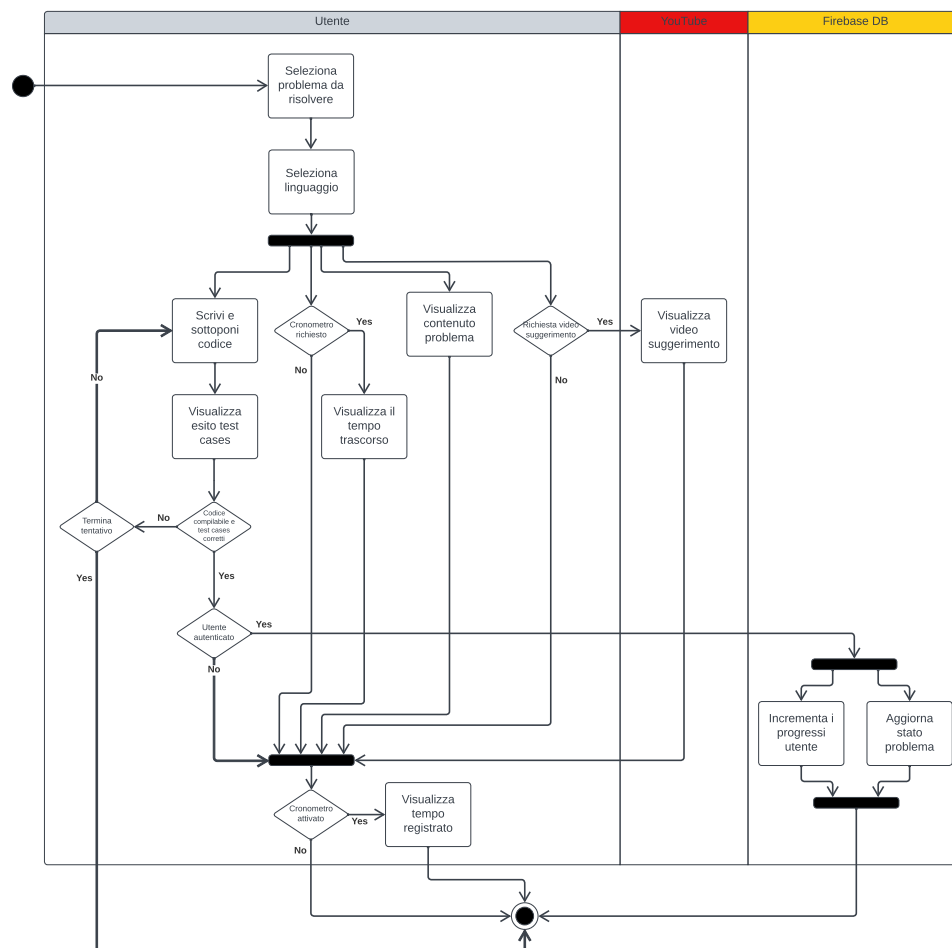 Utente
YouTube
Firebase DB
Seleziona
problema da
risolvere
Seleziona
linguaggio
Scrivi e
sottoponi
codice
Cronometro
richiesto
Yes
No
Visualizza
contenuto
problema
Richiesta video
suggerimento
Yes
No
Visualizza
video
suggerimento
No
Visualizza
esito test
cases
Visualizza il
tempo
trascorso
Termina
tentativo
No
Codice
compilabile e
test cases
corretti
Yes
Yes
Utente
autenticato
Yes
No
Incrementa i
progressi
utente
Aggiorna
stato
problema
Cronometro
attivato
Yes
No
Visualizza
tempo
registrato